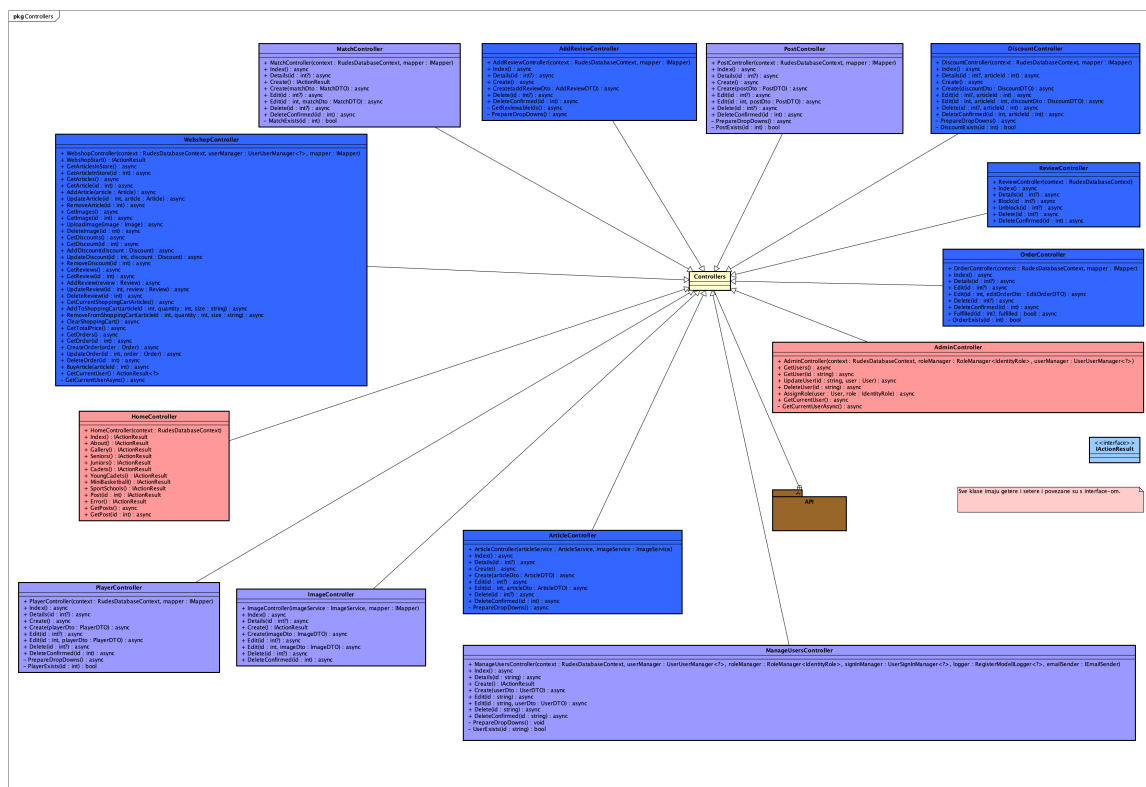 pkg Controllers
MatchController
+ MatchController(context : RudesDatabaseContext, mapper : IMapper)
+ Index() : async
+ Details(id : int?) : async
+ Create() : IActionResult
+ Create(matchDto : MatchDTO) : async
+ Edit(id : int?) : async
+ Edit(id : int, matchDto : MatchDTO) : async
+ Delete(id : int?) : async
+ DeleteConfirmed(id : int) : async
- MatchExists(id : int) : bool
AddReviewController
+ AddReviewController(context : RudesDatabaseContext, mapper : IMapper)
+ Index() : async
+ Details(id : int?) : async
+ Create() : async
+ Create(addReviewDto : AddReviewDTO) : async
+ Delete(id : int?) : async
+ DeleteConfirmed(id : int) : async
- GetReviewableIds() : async
- PrepareDropDowns() : async
PostController
+ PostController(context : RudesDatabaseContext, mapper : IMapper)
+ Index() : async
+ Details(id : int?) : async
+ Create() : async
+ Create(postDto : PostDTO) : async
+ Edit(id : int?) : async
+ Edit(id : int, postDto : PostDTO) : async
+ Delete(id : int?) : async
+ DeleteConfirmed(id : int) : async
- PrepareDropDowns() : async
- PostExists(id : int) : bool
DiscountController
+ DiscountController(context : RudesDatabaseContext, mapper : IMapper)
+ Index() : async
+ Details(id : int?, articleId : int) : async
+ Create() : async
+ Create(discountDto : DiscountDTO) : async
+ Edit(id : int?, articleId : int) : async
+ Edit(id : int, articleId : int, discountDto : DiscountDTO) : async
+ Delete(id : int?, articleId : int) : async
+ DeleteConfirmed(id : int, articleId : int) : async
- PrepareDropDowns() : async
- DiscountExists(id : int) : bool
WebshopController
+ WebshopController(context : RudesDatabaseContext, userManager : UserUserManager<?>, mapper : IMapper)
+ WebshopStart() : IActionResult
+ GetArticlesInStore() : async
+ GetArticleInStore(id : int) : async
+ GetArticles() : async
+ GetArticle(id : int) : async
+ AddArticle(article : Article) : async
+ UpdateArticle(id : int, article : Article) : async
+ RemoveArticle(id : int) : async
+ GetImages() : async
+ GetImage(id : int) : async
+ UploadImage(image : Image) : async
+ DeleteImage(id : int) : async
+ GetDiscounts() : async
+ GetDiscount(id : int) : async
+ AddDiscount(discount : Discount) : async
+ UpdateDiscount(id : int, discount : Discount) : async
+ RemoveDiscount(id : int) : async
+ GetReviews() : async
+ GetReview(id : int) : async
+ AddReview(review : Review) : async
+ UpdateReview(id : int, review : Review) : async
+ DeleteReview(id : int) : async
+ GetCurrentShoppingCartArticles() : async
+ AddToShoppingCart(articleId : int, quantity : int, size : string) : async
+ RemoveFromShoppingCart(articleId : int, quantity : int, size : string) : async
+ ClearShoppingCart() : async
+ GetTotalPrice() : async
+ GetOrders() : async
+ GetOrder(id : int) : async
+ CreateOrder(order : Order) : async
+ UpdateOrder(id : int, order : Order) : async
+ DeleteOrder(id : int) : async
+ BuyArticle(articleId : int) : async
+ GetCurrentUser() : ActionResult<?>
- GetCurrentUserAsync() : async
ReviewController
+ ReviewController(context : RudesDatabaseContext, mapper : IMapper)
+ Index() : async
+ Details(id : int?) : async
+ Block(id : int?) : async
+ Unblock(id : int?) : async
+ Delete(id : int?) : async
+ DeleteConfirmed(id : int) : async
Controllers
OrderController
+ OrderController(context : RudesDatabaseContext, mapper : IMapper)
+ Index() : async
+ Details(id : int?) : async
+ Edit(id : int?) : async
+ Edit(id : int, editOrderDto : EditOrderDTO) : async
+ Delete(id : int?) : async
+ DeleteConfirmed(id : int) : async
+ Fulfilled(id : int?, fulfilled : bool) : async
- OrderExists(id : int) : bool
AdminController
+ AdminController(context : RudesDatabaseContext, roleManager : RoleManager<IdentityRole>, userManager : UserUserManager<?>)
+ GetUsers() : async
+ GetUser(id : string) : async
+ UpdateUser(id : string, user : User) : async
+ DeleteUser(id : string) : async
+ AssignRole(user : User, role : IdentityRole) : async
+ GetCurrentUser() : async
- GetCurrentUserAsync() : async
HomeController
+ HomeController(context : RudesDatabaseContext)
+ Index() : IActionResult
+ About() : IActionResult
+ Gallery() : IActionResult
+ Seniors() : IActionResult
+ Juniors() : IActionResult
+ Cadets() : IActionResult
+ YoungCadets() : IActionResult
+ MiniBasketball() : IActionResult
+ SportSchools() : IActionResult
+ Post(id : int) : IActionResult
+ Error() : IActionResult
+ GetPosts() : async
+ GetPost(id : int) : async
<<interface>>
IActionResult
Sve klase imaju getere i setere i povezane su s interface-om.
API
ArticleController
+ ArticleController(articleService : ArticleService, imageService : ImageService)
+ Index() : async
+ Details(id : int?) : async
+ Create() : async
+ Create(articleDto : ArticleDTO) : async
+ Edit(id : int?) : async
+ Edit(id : int, articleDto : ArticleDTO) : async
+ Delete(id : int?) : async
+ DeleteConfirmed(id : int) : async
- PrepareDropDowns() : async
PlayerController
+ PlayerController(context : RudesDatabaseContext, mapper : IMapper)
+ Index() : async
+ Details(id : int?) : async
+ Create() : async
+ Create(playerDto : PlayerDTO) : async
+ Edit(id : int?) : async
+ Edit(id : int, playerDto : PlayerDTO) : async
+ Delete(id : int?) : async
+ DeleteConfirmed(id : int) : async
- PrepareDropDowns() : async
- PlayerExists(id : int) : bool
ImageController
+ ImageController(imageService : ImageService, mapper : IMapper)
+ Index() : async
+ Details(id : int?) : async
+ Create() : IActionResult
+ Create(imageDto : ImageDTO) : async
+ Edit(id : int?) : async
+ Edit(id : int, imageDto : ImageDTO) : async
+ Delete(id : int?) : async
+ DeleteConfirmed(id : int) : async
ManageUsersController
+ ManageUsersController(context : RudesDatabaseContext, userManager : UserUserManager<?>, roleManager : RoleManager<IdentityRole>, signInManager : UserSignInManager<?>, logger : RegisterModelILogger<?>, emailSender : IEmailSender)
+ Index() : async
+ Details(id : string) : async
+ Create() : IActionResult
+ Create(userDto : UserDTO) : async
+ Edit(id : string) : async
+ Edit(id : string, userDto : UserDTO) : async
+ Delete(id : string) : async
+ DeleteConfirmed(id : string) : async
- PrepareDropDowns() : void
- UserExists(id : string) : bool